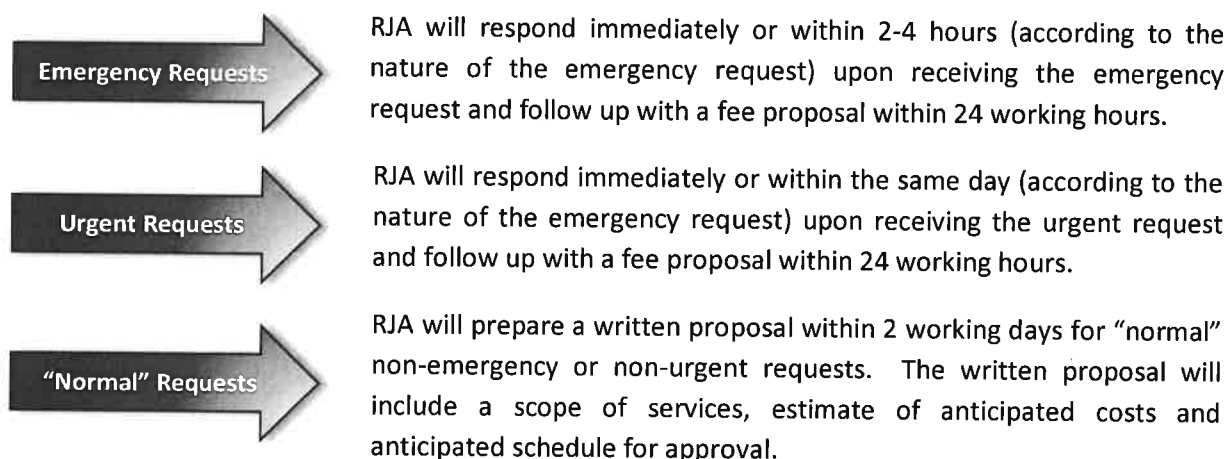 Emergency Requests
RJA will respond immediately or within 2-4 hours (according to the
nature of the emergency request) upon receiving the emergency
request and follow up with a fee proposal within 24 working hours.
Urgent Requests
RJA will respond immediately or within the same day (according to the
nature of the emergency request) upon receiving the urgent request
and follow up with a fee proposal within 24 working hours.
“Normal” Requests
RJA will prepare a written proposal within 2 working days for “normal”
non-emergency or non-urgent requests. The written proposal will
include a scope of services, estimate of anticipated costs and
anticipated schedule for approval.